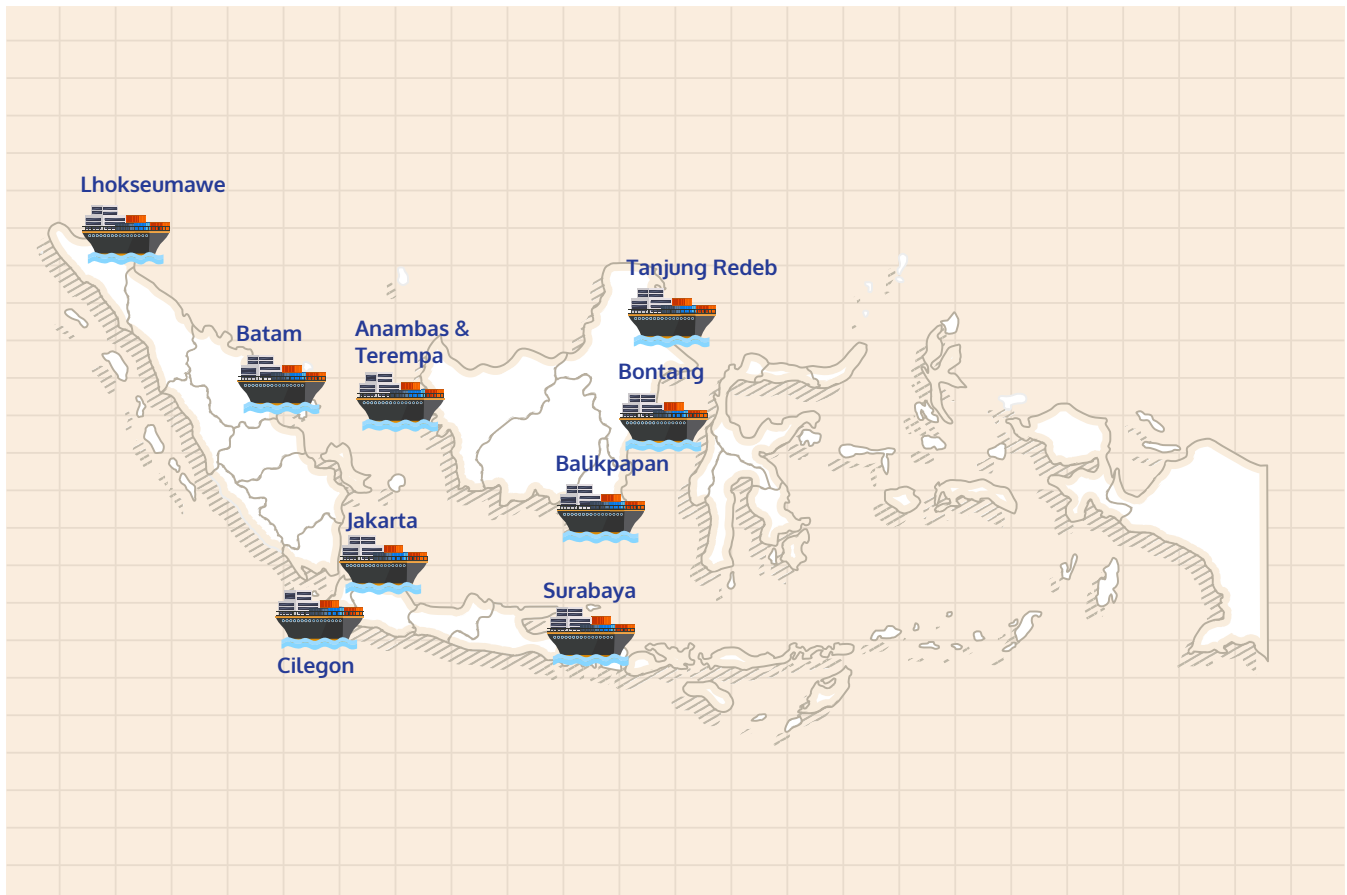 Lhokseumawe
Tanjung Redeb
Batam
Anambas &
Terempa
Bontang
Balikpapan
Jakarta
Surabaya
Cilegon